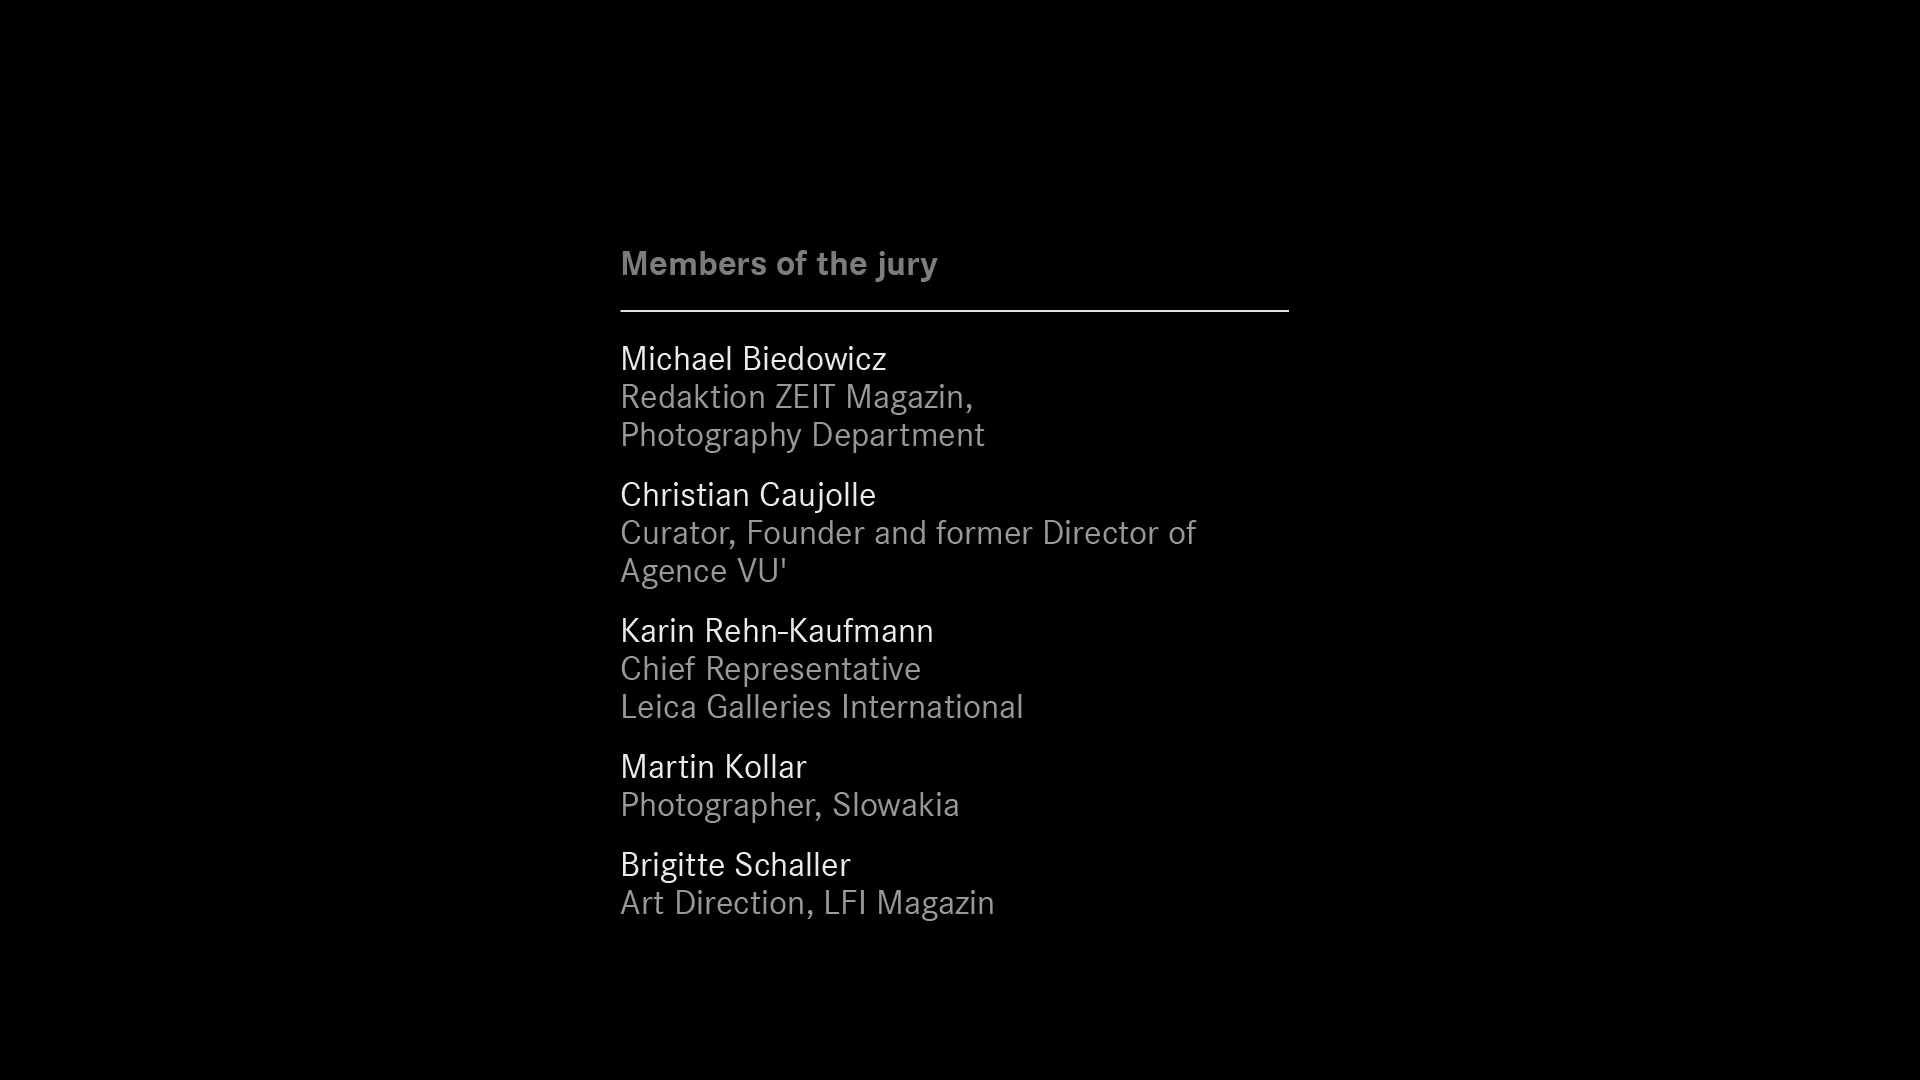 Members of the jury
Michael Biedowicz
Redaktion ZEIT Magazin,
Photography Department
Christian Caujolle
Curator, Founder and former Director of
Agence VU'
Karin Rehn-Kaufmann
Chief Representative
Leica Galleries International
Martin Kollar
Photographer, Slowakia
Brigitte Schaller
Art Direction, LFI Magazin